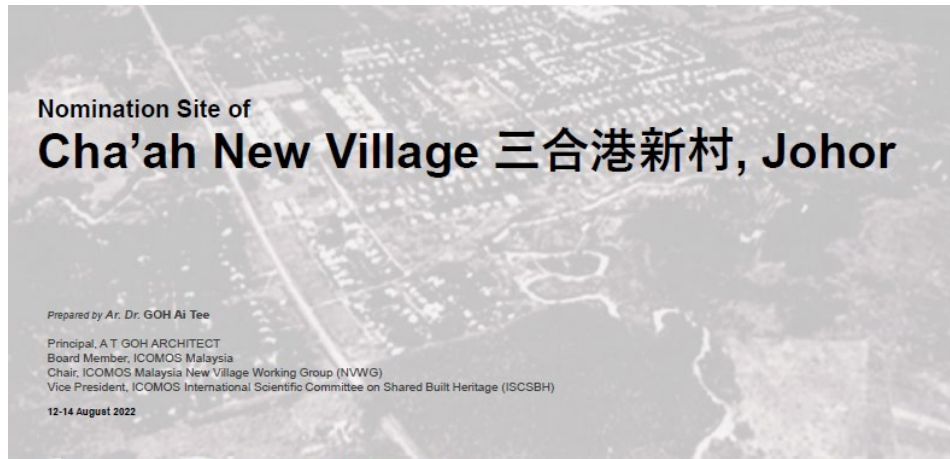 Nomination Site of
Cha’ah New Village 三合港新村, Johor
Prepared by Ar. Dr. GOH Ai Tee
Principal, A T GOH ARCHITECT
Board Member, ICOMOS Malaysia
Chair, ICOMOS Malaysia New Village Working Group (NVWG)
Vice President, ICOMOS International Scientific Committee on Shared Built Heritage (ISCSBH)
12-14 August 2022